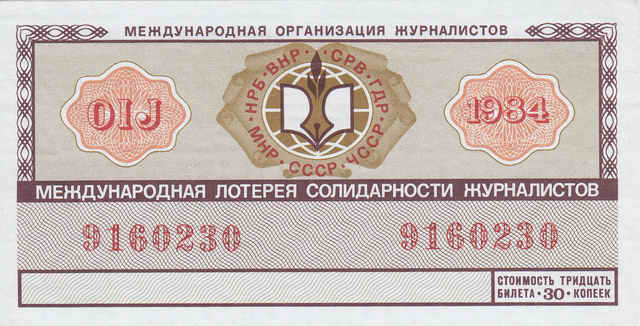 МЕЖДУНАРОДНАЯ ОРГАНИЗАЦИЯ ЖУРНАЛИСТОВ
НРБ·ВНР·СРВ·ГДР
OIJ
1984
МНР·СССР·ЧССР
МЕЖДУНАРОДНАЯ ЛОТЕРЕЯ СОЛИДАРНОСТИ ЖУРНАЛИСТОВ
9160230 9160230
СТОИМОСТЬ ТРИДЦАТЬ
БИЛЕТА·30·КОПЕЕК